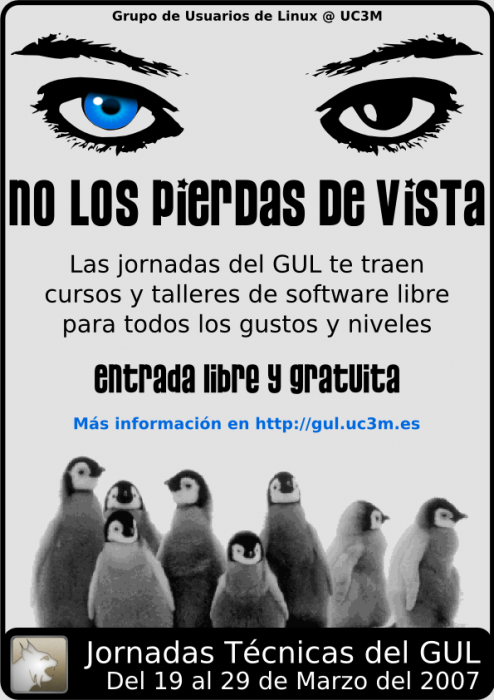 Grupo de Usuarios de Linux @ UC3M
no los pierdas de vista
Las jornadas del GUL te traen
cursos y talleres de software libre
para todos los gustos y niveles
entrada libre y gratuita
Más información en http://gul.uc3m.es
Jornadas Técnicas del GUL
Del 19 al 29 de Marzo del 2007